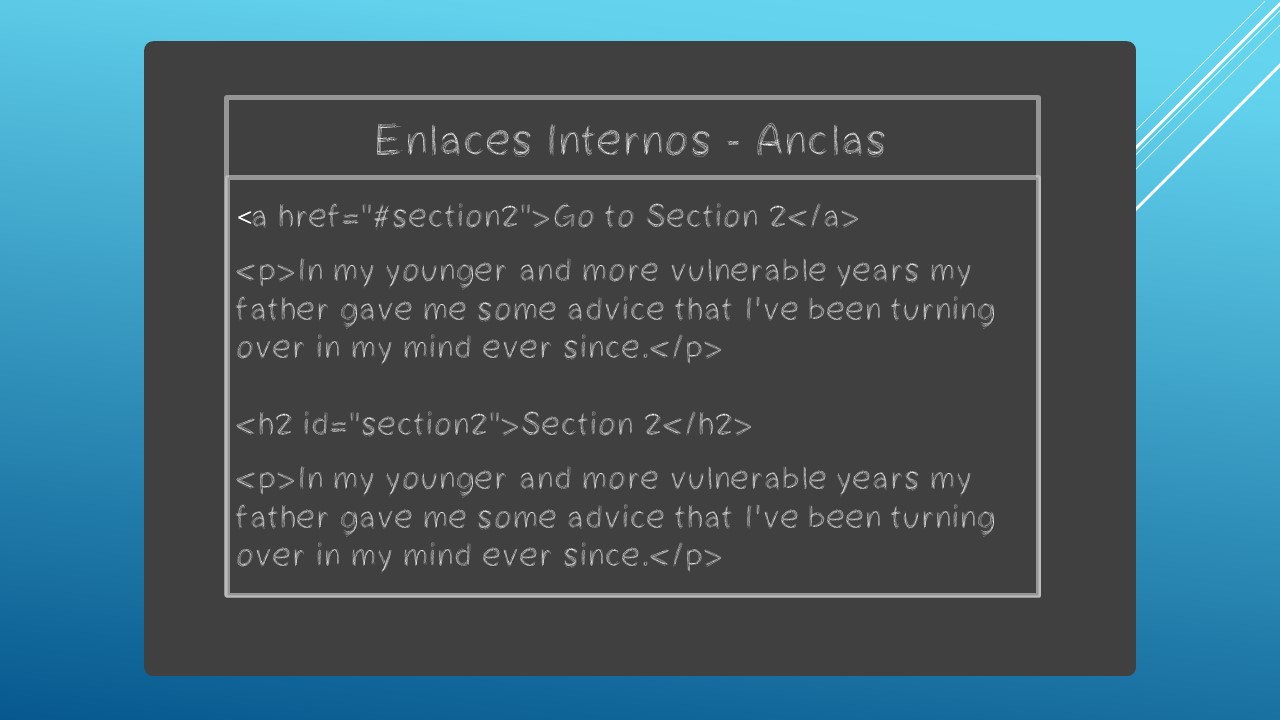 Enlaces Internos - Anclas
<a href="#section2">Go to Section 2</a>
<p>In my younger and more vulnerable years my
father gave me some advice that I've been turning
over in my mind ever since.</p>
<h2 id="section2">Section 2</h2>
<p>In my younger and more vulnerable years my
father gave me some advice that I've been turning
over in my mind ever since.</p>